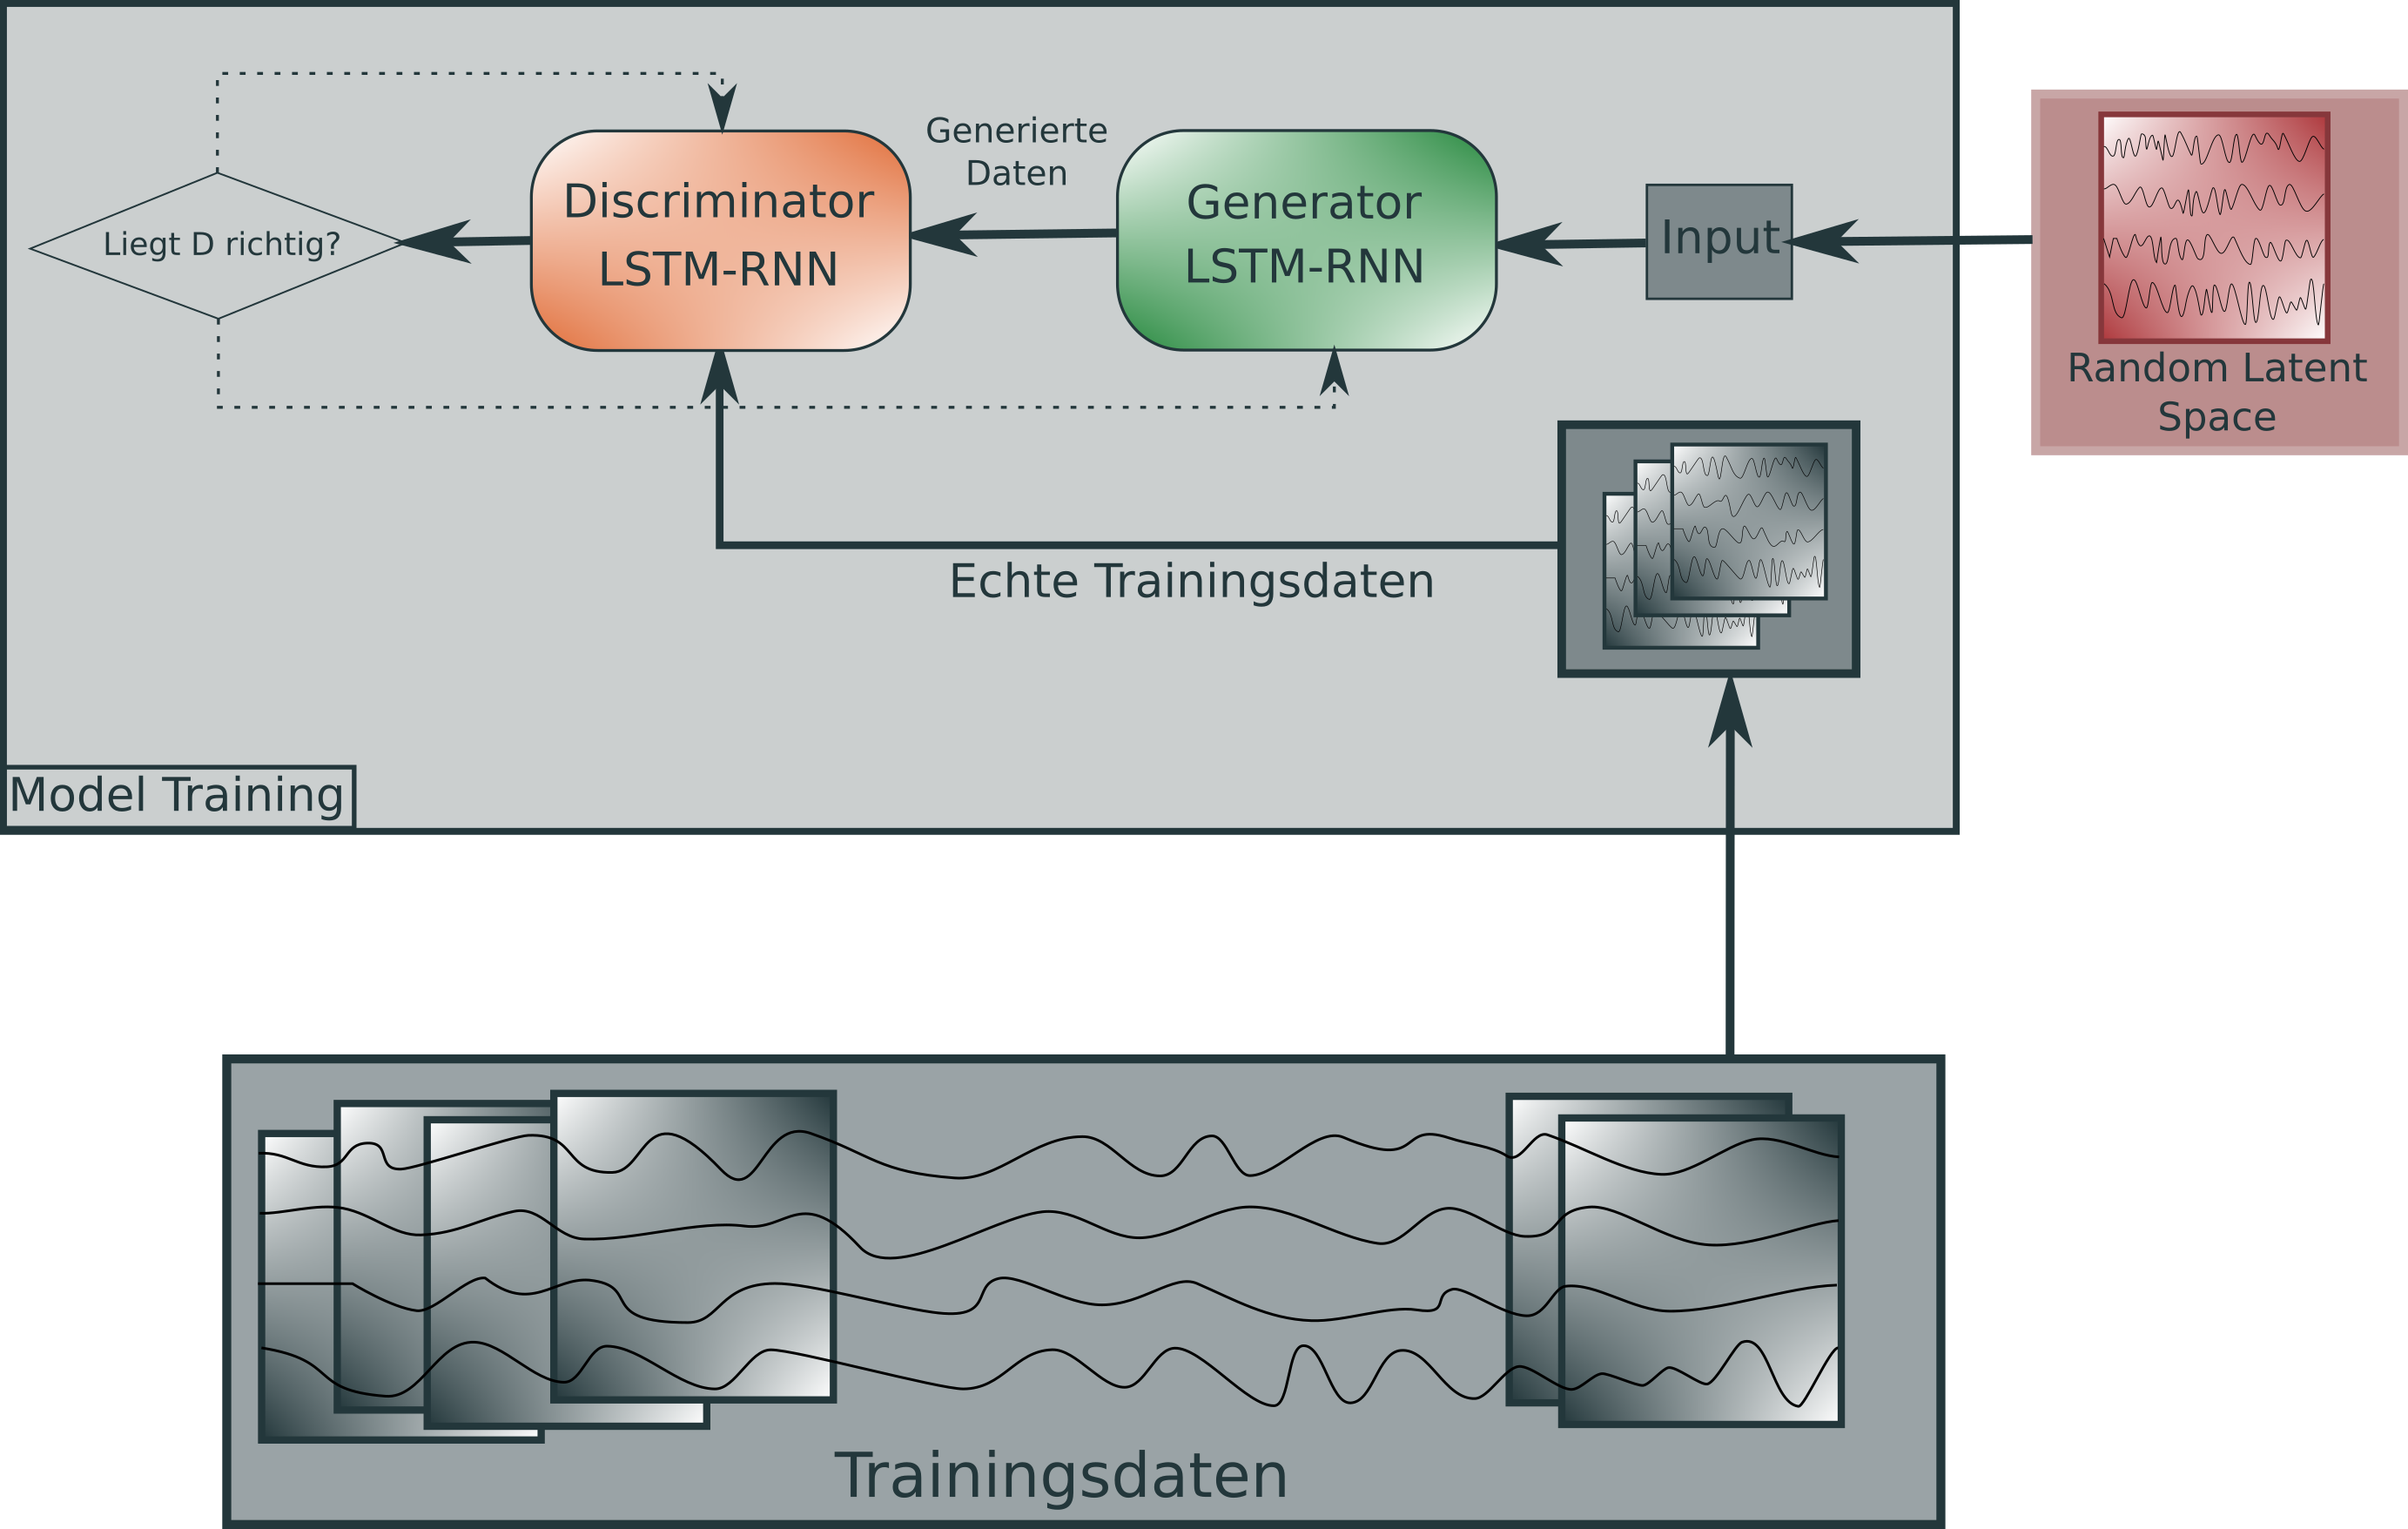 Generierte
Daten
Discriminator
LSTM-RNN
Generator
LSTM-RNN
Input
Liegt D richtig?
Random Latent
Space
Echte Trainingsdaten
Model Training
Trainingsdaten